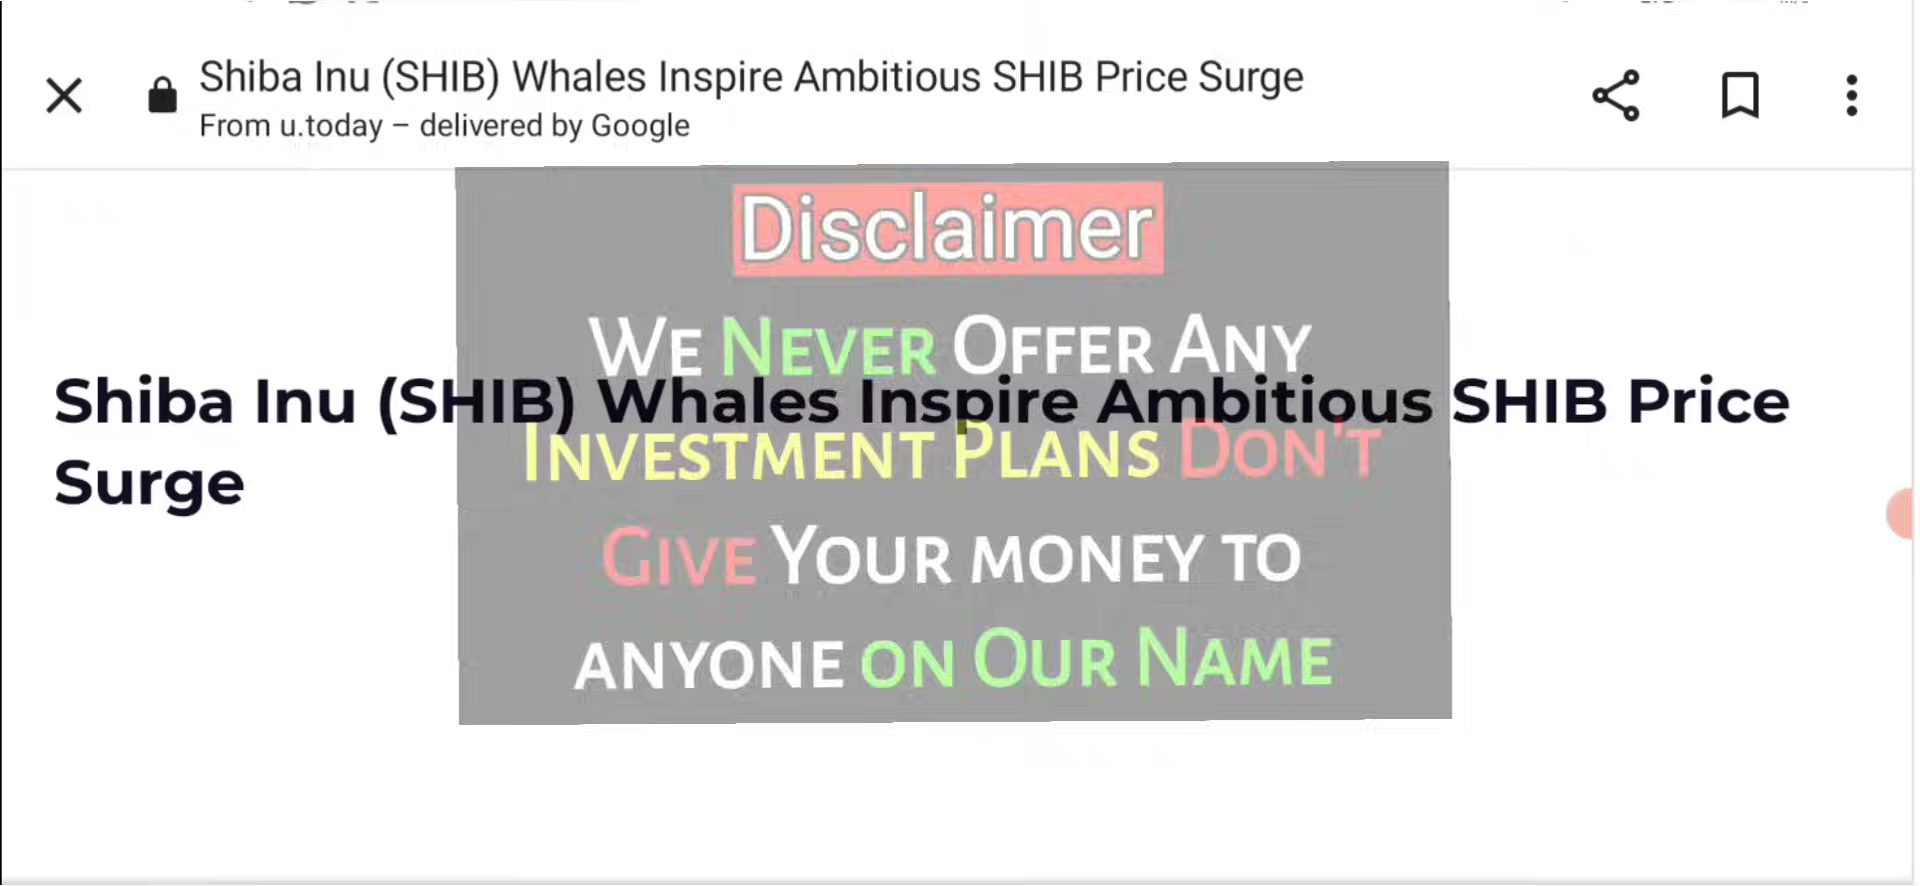 Shiba Inu (SHIB) Whales Inspire Ambitious SHIB Price Surge
From u.today – delivered by Google
Disclaimer
We Never Offer Any
Investment Plans Don't
Give Your money to
anyone on Our Name
Shiba Inu (SHIB) Whales Inspire Ambitious SHIB Price
Surge